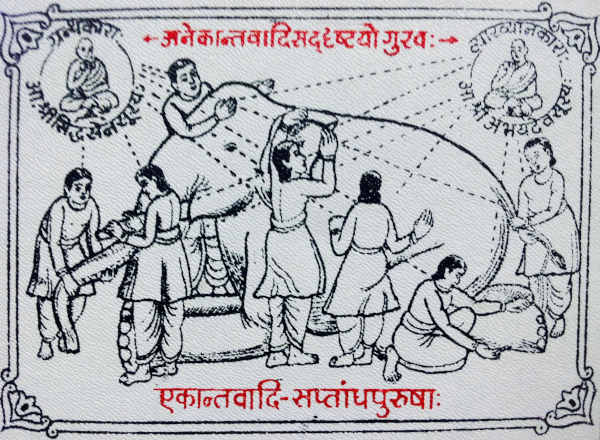 ग्रन्थकाराः
←अनेकान्तवादिसद्दृष्टयो गुरवः→
व्याख्यानकाराः
आ.श्रीसिद्धसेनसूरयः
आ.श्री अभयदेवसूरयः
एकान्तवादि-सप्तांधपुरुषाः